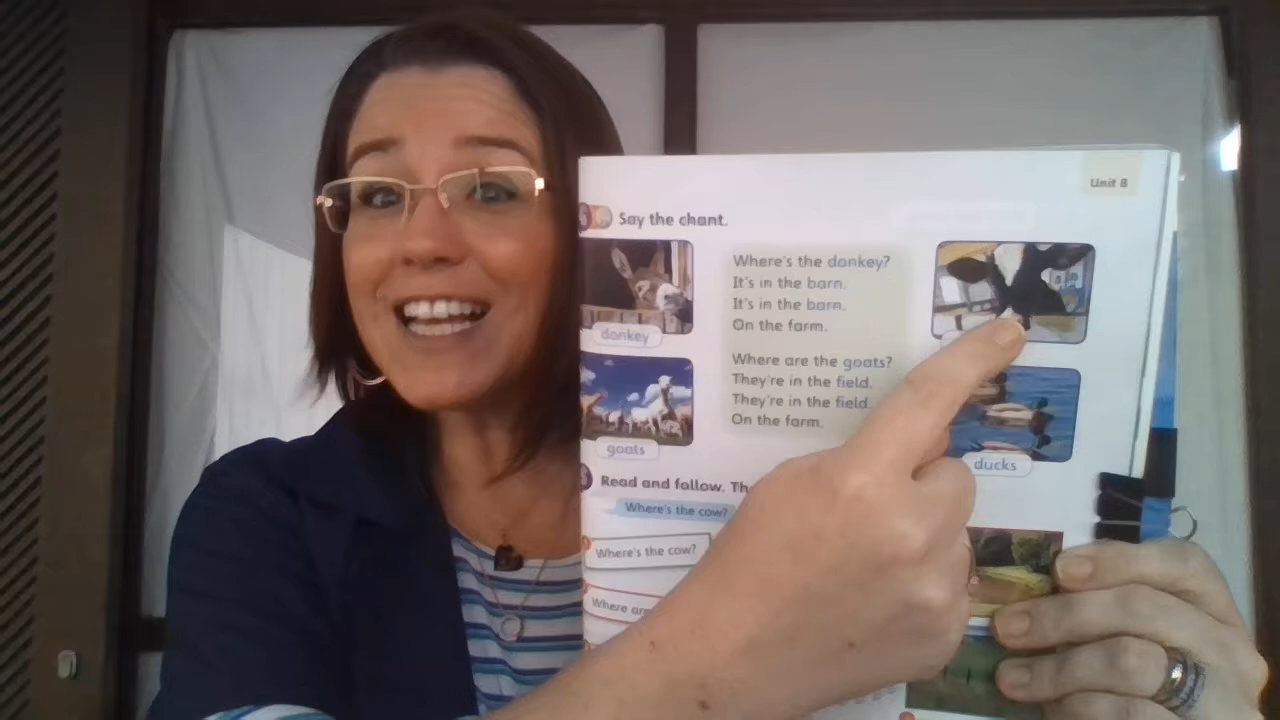 Unit 8
Say the chant.
donkey
goats
Where's the donkey?
It's in the barn.
It's in the barn.
On the farm.
Where are the goats?
They're in the field.
They're in the field.
On the farm.
ducks
Read and follow.
Where's the cow?
Where's the cow?
Where are